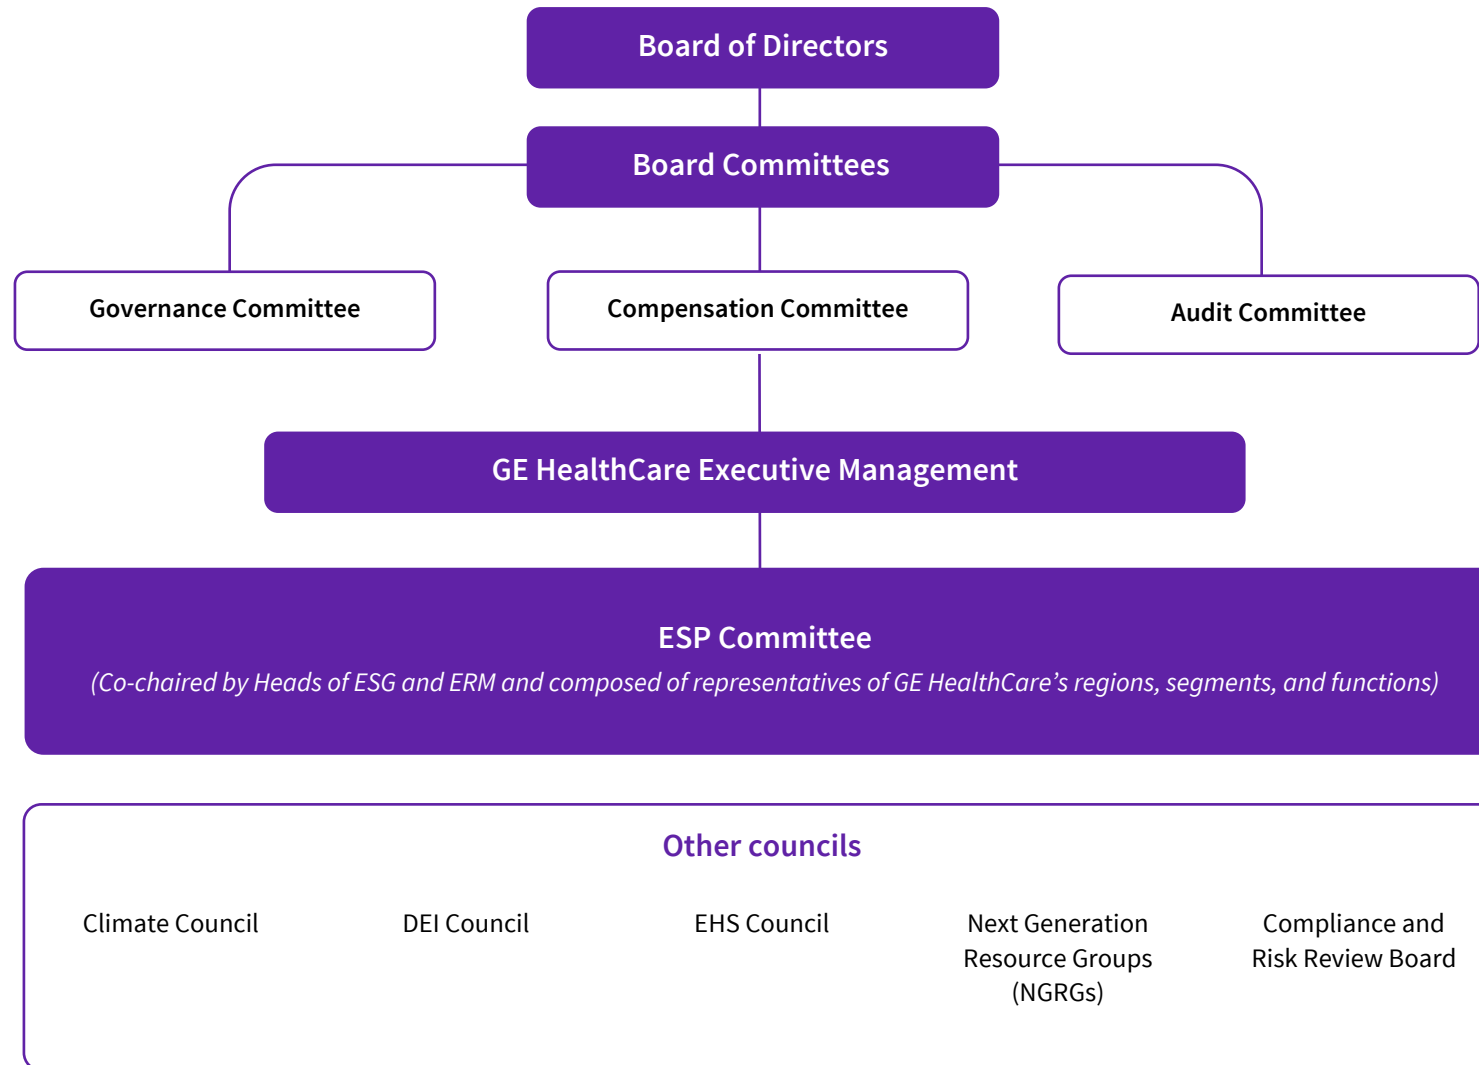 Board of Directors
Board Committees
Governance Committee
Compensation Committee
Audit Committee
GE HealthCare Executive Management
ESP Committee
(Co-chaired by Heads of ESG and ERM and composed of representatives of GE HealthCare’s regions, segments, and functions)
Other councils
Climate Council
DEI Council
EHS Council
Next Generation
Resource Groups
(NGRGs)
Compliance and
Risk Review Board